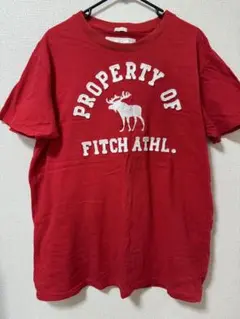 PROPERTY OF
FITCH ATHL.